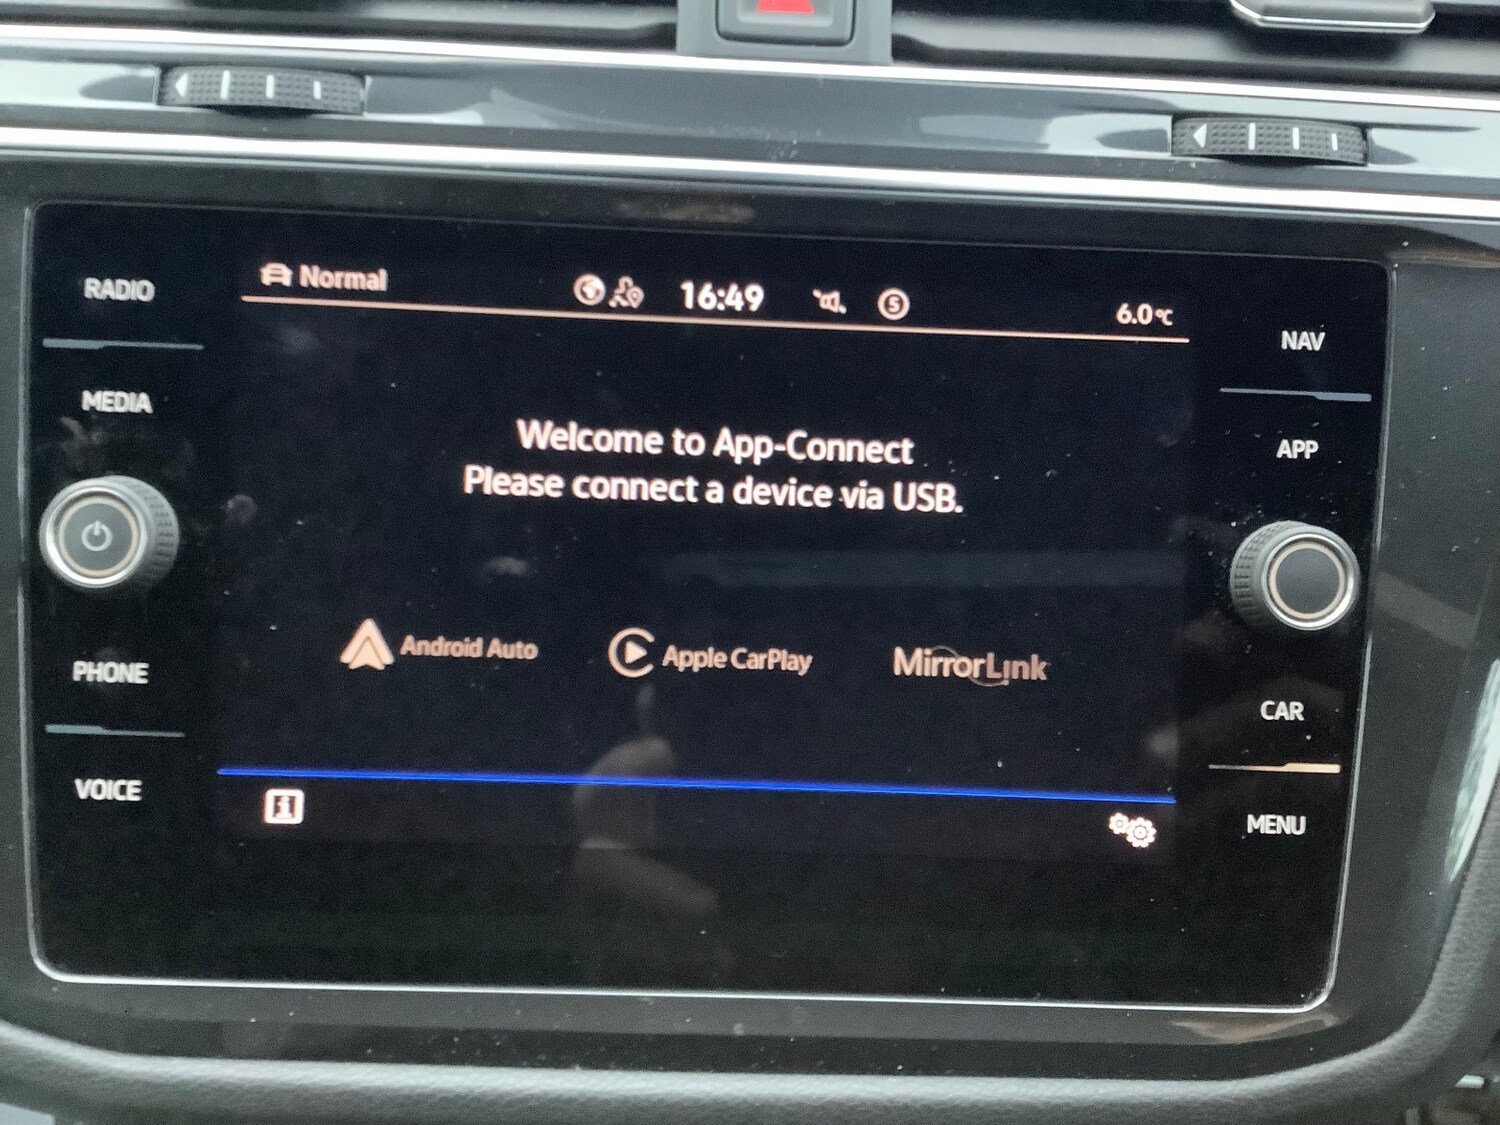 RADIO
MEDIA
PHONE
VOICE
Normal
16:49
S
6.0°C
Welcome to App-Connect
Please connect a device via USB.
Android Auto
Apple CarPlay
MirrorLink
i
NAV
APP
CAR
MENU